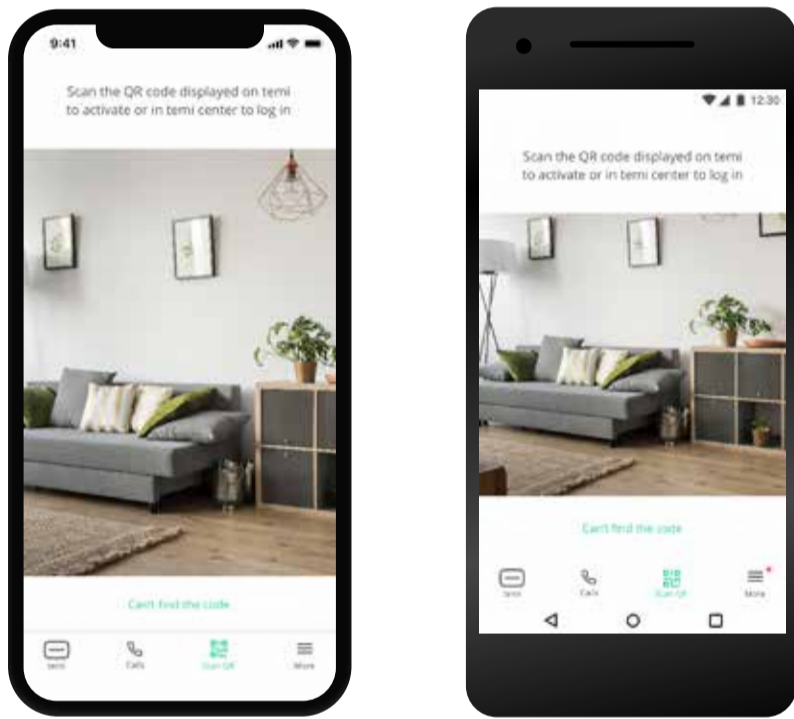 9:41
Scan the QR code displayed on temi
to activate or in temi center to log in
Can't find the code
temi
Calls
Scan QR
More
12:30
Scan the QR code displayed on temi
to activate or in temi center to log in
Can't find the code
temi
Calls
Scan QR
More